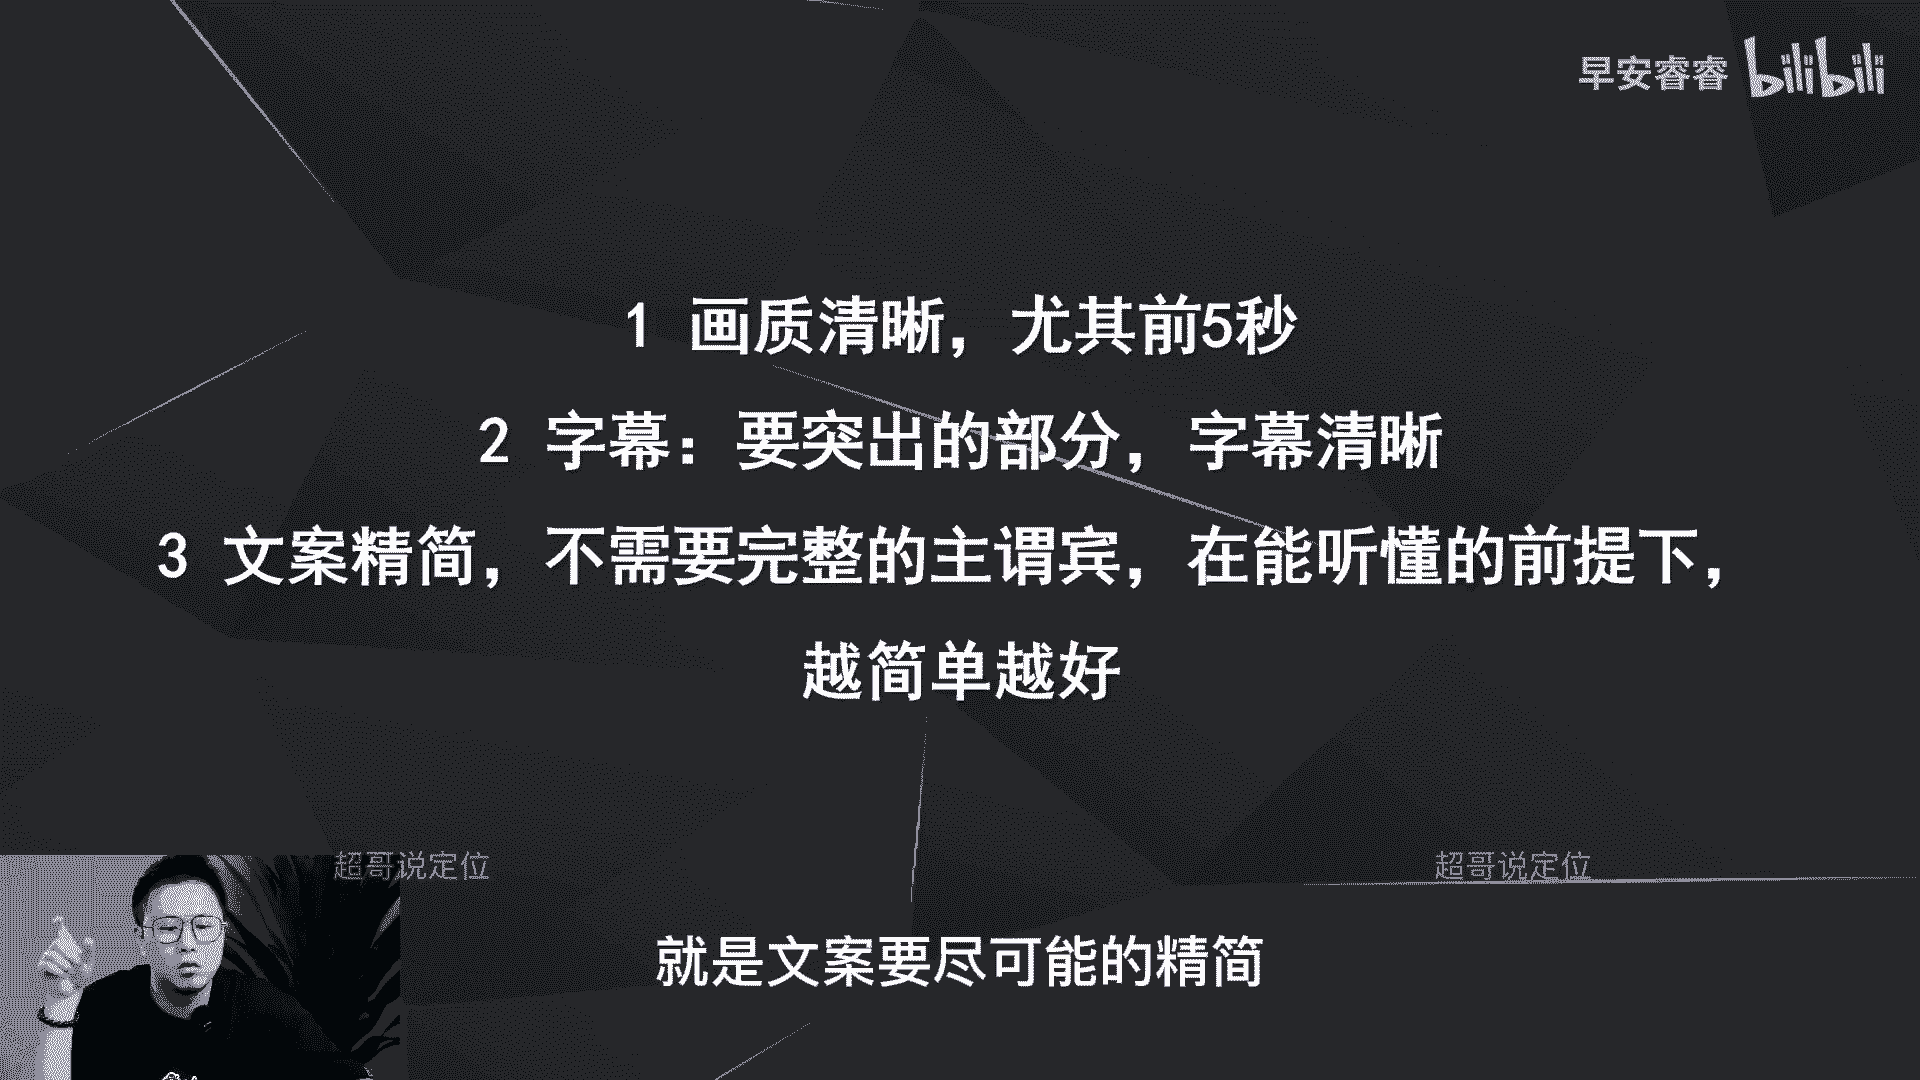 早安睿睿 bilibili
1 画质清晰，尤其前5秒
2 字幕：要突出的部分，字幕清晰
3 文案精简，不需要完整的主谓宾，在能听懂的前提下，
越简单越好
超哥说定位
超哥说定位
就是文案要尽可能的精简